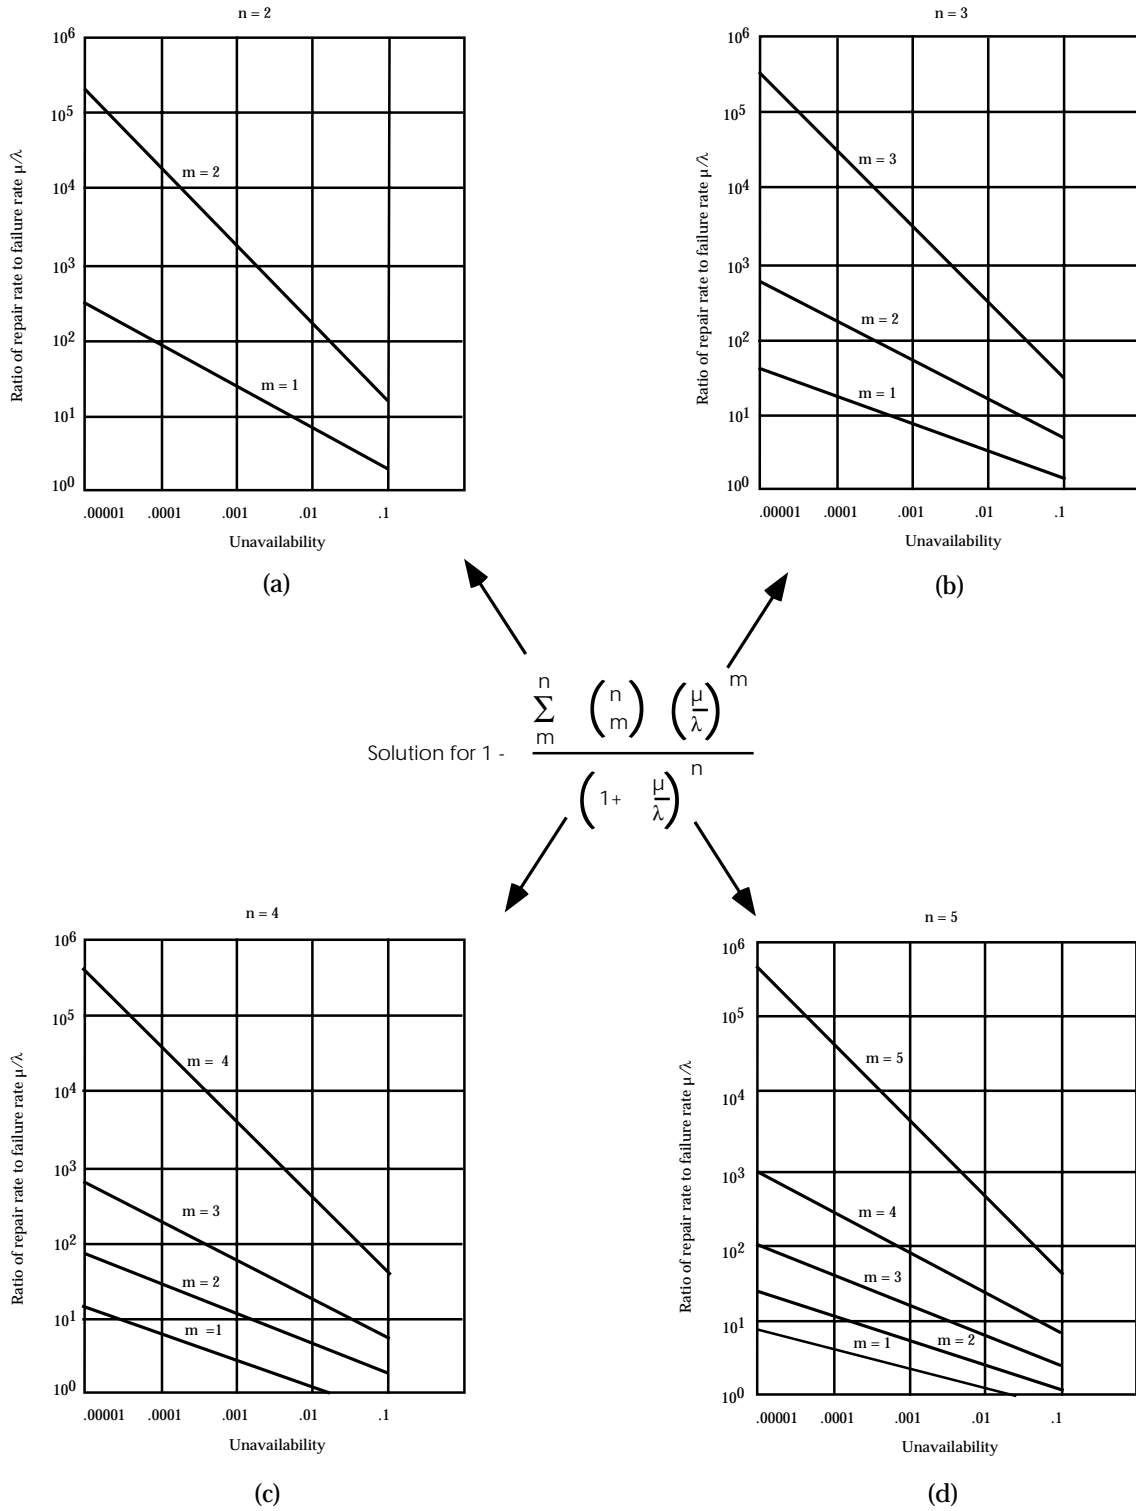 n = 2
10⁶
10⁵
10⁴
10³
10²
10¹
10⁰
Ratio of repair rate to failure rate µ/λ
m = 2
m = 1
.00001 .0001 .001 .01 .1
Unavailability
(a)
n = 3
10⁶
10⁵
10⁴
10³
10²
10¹
10⁰
Ratio of repair rate to failure rate µ/λ
m = 3
m = 2
m = 1
.00001 .0001 .001 .01 .1
Unavailability
(b)
Solution for 1 -
n
Σ
m
(n
m)
(µ
λ) m
(1+ µ
λ) n
n = 4
10⁶
10⁵
10⁴
10³
10²
10¹
10⁰
Ratio of repair rate to failure rate µ/λ
m = 4
m = 3
m = 2
m =1
.00001 .0001 .001 .01 .1
Unavailability
(c)
n = 5
10⁶
10⁵
10⁴
10³
10²
10¹
10⁰
Ratio of repair rate to failure rate µ/λ
m = 5
m = 4
m = 3
m = 2
m = 1
.00001 .0001 .001 .01 .1
Unavailability
(d)